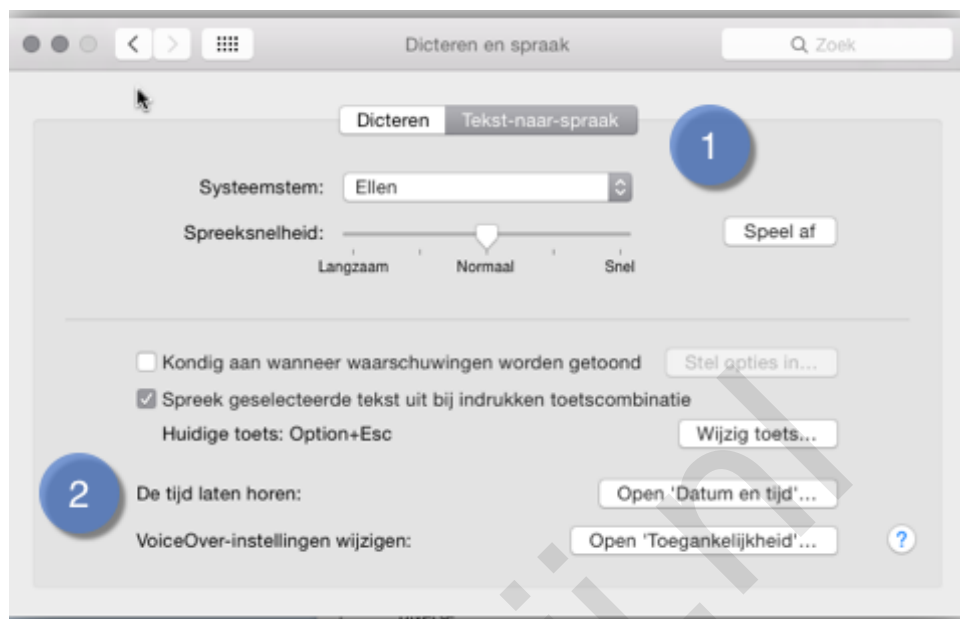 Dicteren en spraak
Zoek
Dicteren Tekst-naar-spraak
1
Systeemstem: Ellen
Spreeksnelheid: Speel af
Langzaam Normaal Snel
Kondig aan wanneer waarschuwingen worden getoond Stel opties in...
Spreek geselecteerde tekst uit bij indrukken toetscombinatie
Huidige toets: Option+Esc Wijzig toets...
2
De tijd laten horen: Open 'Datum en tijd'...
VoiceOver-instellingen wijzigen: Open 'Toegankelijkheid'... ?